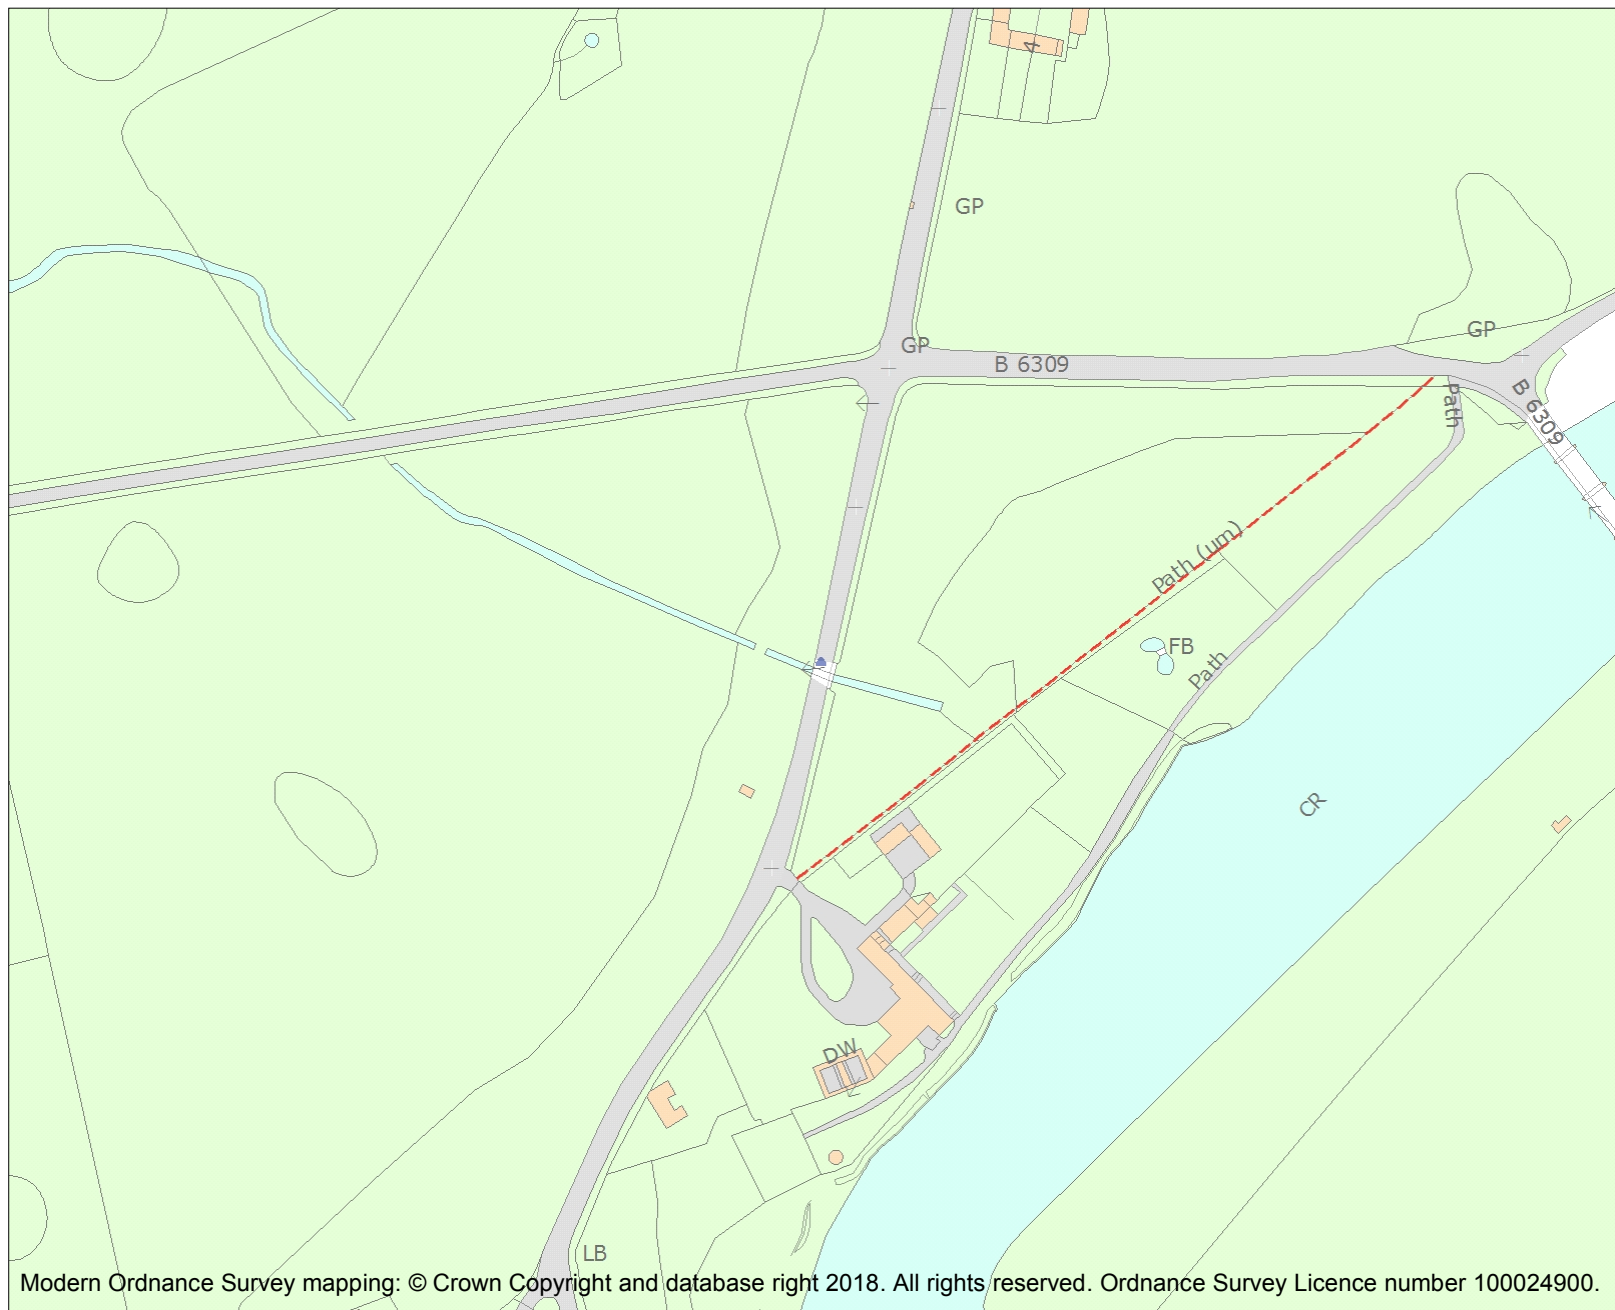 4
GP
GP
B 6309
GP
Path
B 6309
Path (um)
FB
Path
CR
DW
LB
Modern Ordnance Survey mapping: © Crown Copyright and database right 2018. All rights reserved. Ordnance Survey Licence number 100024900.